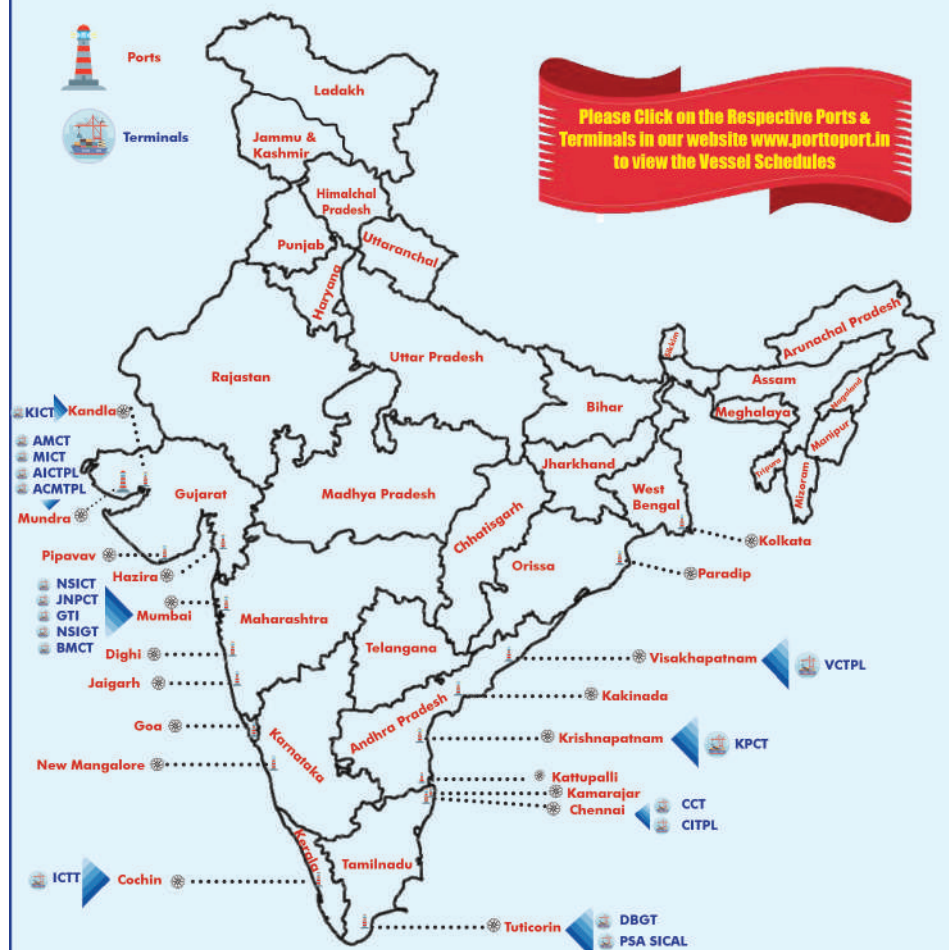 Ports
Terminals
Please Click on the Respective Ports &
Terminals in our website www.porttoport.in
to view the Vessel Schedules
Ladakh
Jammu &
Kashmir
Himalchal
Pradesh
Punjab
Uttaranchal
Haryana
Rajastan
Uttar Pradesh
Sikkim
Arunachal Pradesh
Assam
Nagaland
Meghalaya
Manipur
Tripura
Mizoram
Bihar
Jharkhand
West
Bengal
KICT
Kandla
AMCT
MICT
AICTPL
ACMTPL
Mundra
Gujarat
Madhya Pradesh
Chhatisgarh
Orissa
Kolkata
Paradip
Pipavav
Hazira
NSICT
JNPCT
GTI
NSIGT
BMCT
Mumbai
Maharashtra
Telangana
Dighi
Jaigarh
Goa
New Mangalore
Karnataka
Andhra Pradesh
Visakhapatnam
VCTPL
Kakinada
Krishnapatnam
KPCT
Kattupalli
Kamarajar
Chennai
CCT
CITPL
Kerala
Tamilnadu
ICTT
Cochin
Tuticorin
DBGT
PSA SICAL